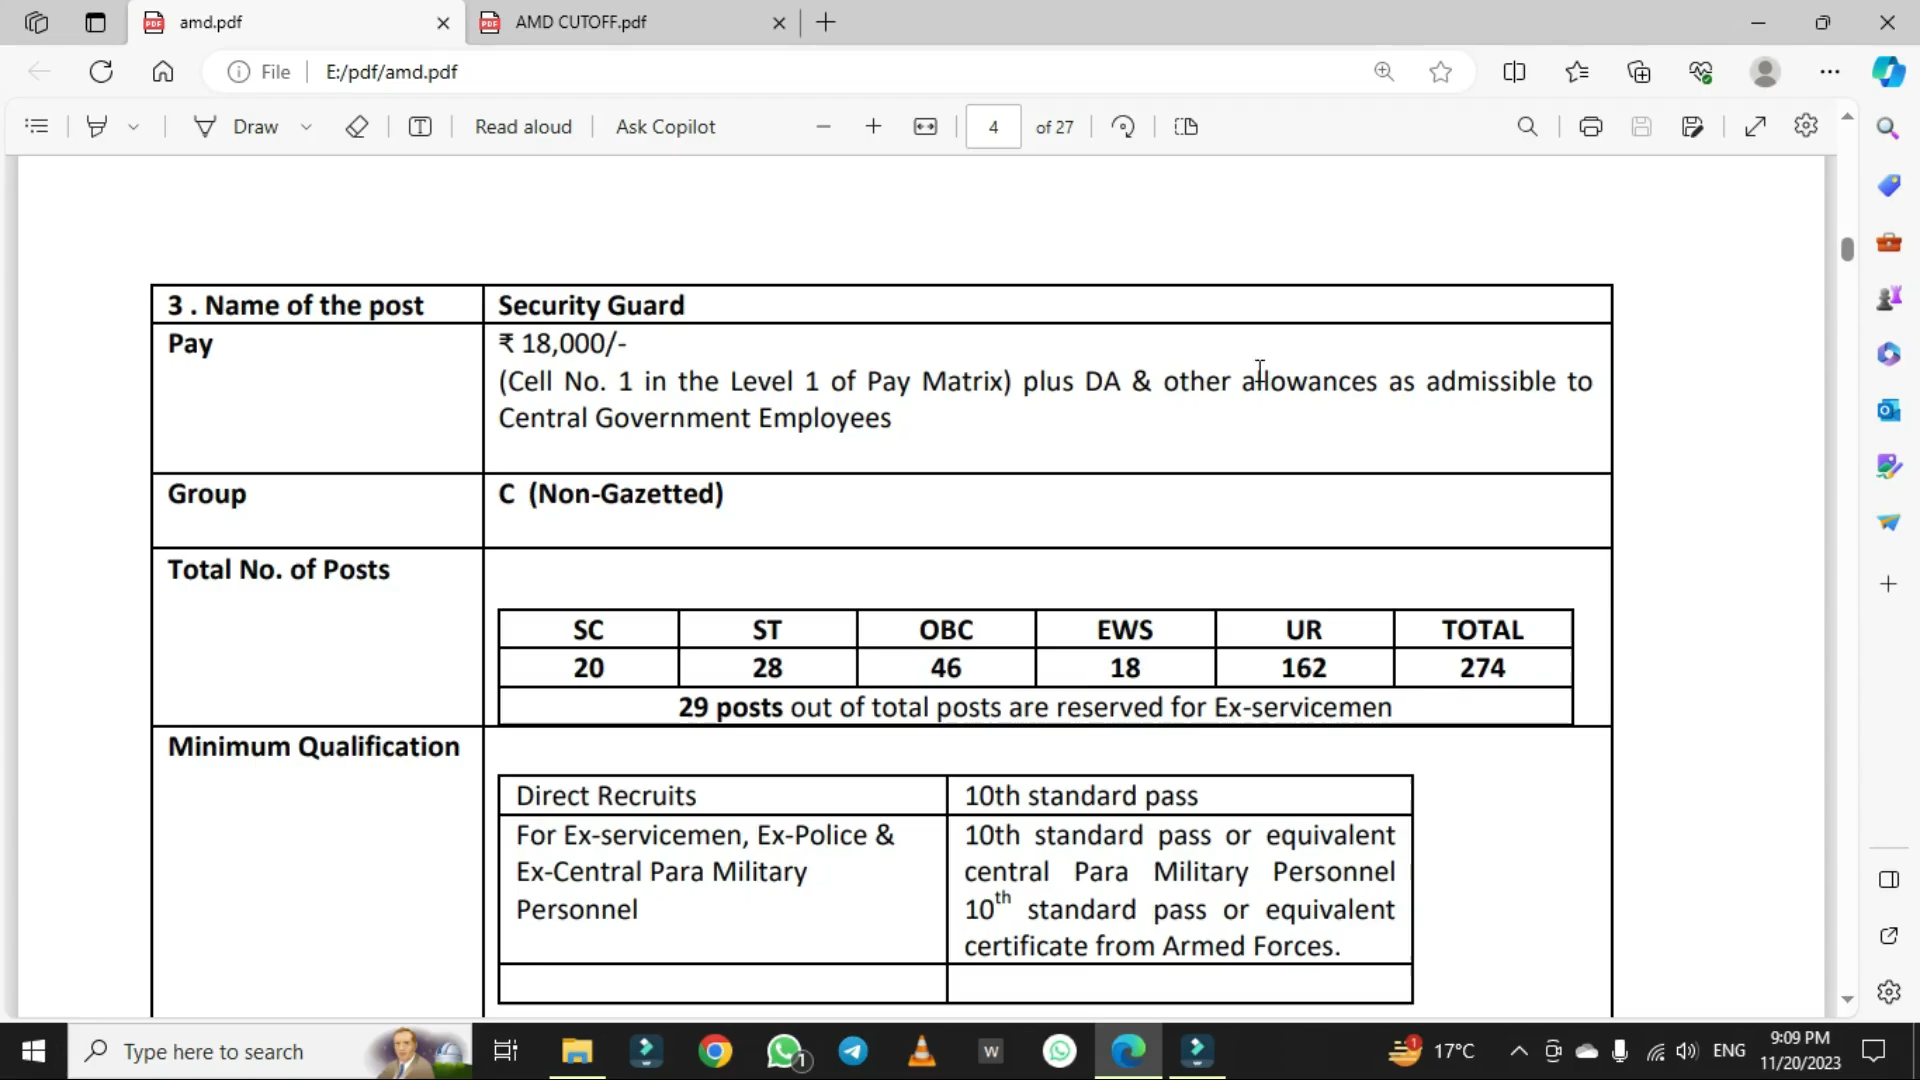 amd.pdf
AMD CUTOFF.pdf
File
E:/pdf/amd.pdf
Draw
Read aloud
Ask Copilot
4
of 27
3 . Name of the post
Security Guard
Pay
₹ 18,000/-
(Cell No. 1 in the Level 1 of Pay Matrix) plus DA & other allowances as admissible to
Central Government Employees
Group
C (Non-Gazetted)
Total No. of Posts
SC ST OBC EWS UR TOTAL
20 28 46 18 162 274
29 posts out of total posts are reserved for Ex-servicemen
Minimum Qualification
Direct Recruits
10th standard pass
For Ex-servicemen, Ex-Police &
Ex-Central Para Military
Personnel
10th standard pass or equivalent
central Para Military Personnel
10th standard pass or equivalent
certificate from Armed Forces.
Type here to search
W
1
1
17°C
ENG
9:09 PM
11/20/2023